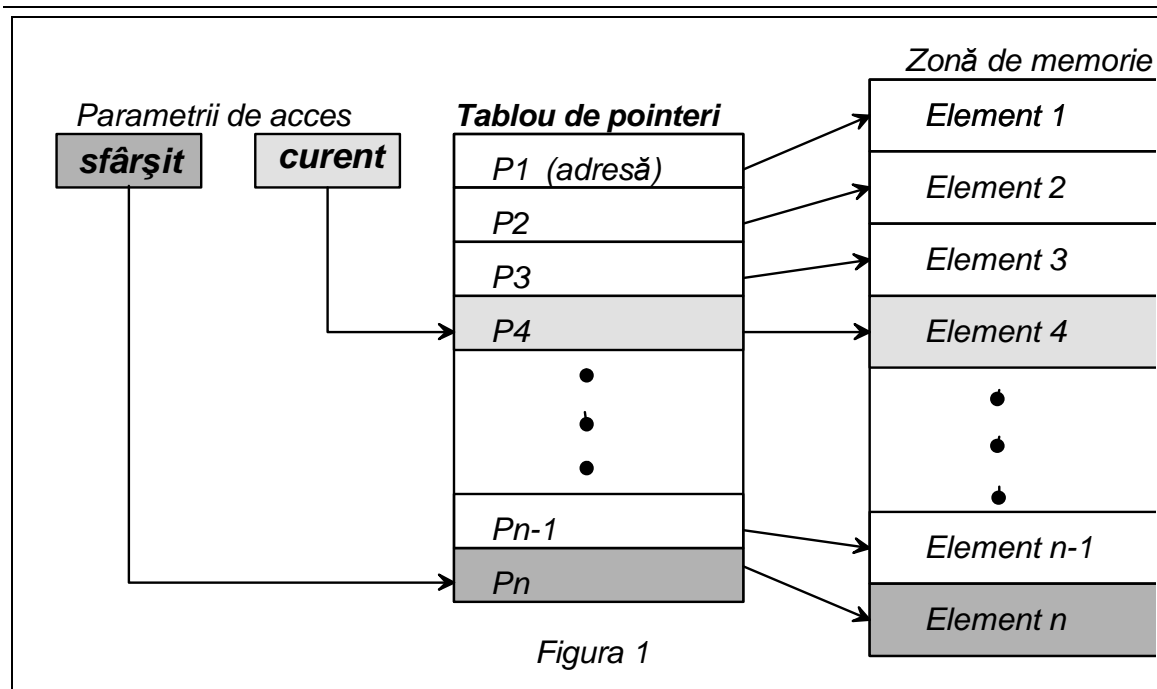 Zonă de memorie
Parametrii de acces
Tablou de pointeri
sfârşit
curent
P1 (adresă)
P2
P3
P4
Pn-1
Pn
Element 1
Element 2
Element 3
Element 4
Element n-1
Element n
Figura 1